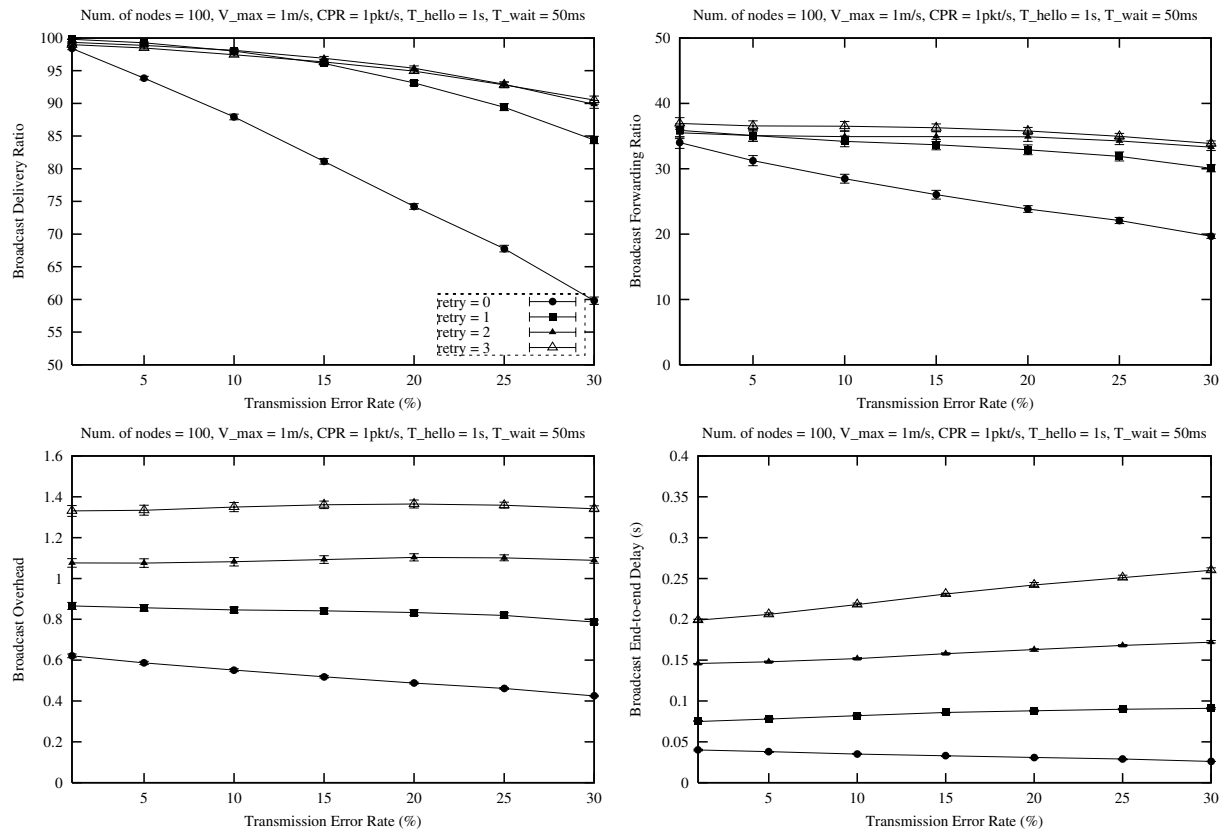 Num. of nodes = 100, V_max = 1m/s, CPR = 1pkt/s, T_hello = 1s, T_wait = 50ms
100
95
90
85
80
75
70
65
60
55
50
Broadcast Delivery Ratio
retry = 0
retry = 1
retry = 2
retry = 3
5 10 15 20 25 30
Transmission Error Rate (%)
Num. of nodes = 100, V_max = 1m/s, CPR = 1pkt/s, T_hello = 1s, T_wait = 50ms
50
40
30
20
10
0
Broadcast Forwarding Ratio
5 10 15 20 25 30
Transmission Error Rate (%)
Num. of nodes = 100, V_max = 1m/s, CPR = 1pkt/s, T_hello = 1s, T_wait = 50ms
1.6
1.4
1.2
1
0.8
0.6
0.4
0.2
0
Broadcast Overhead
5 10 15 20 25 30
Transmission Error Rate (%)
Num. of nodes = 100, V_max = 1m/s, CPR = 1pkt/s, T_hello = 1s, T_wait = 50ms
0.4
0.35
0.3
0.25
0.2
0.15
0.1
0.05
0
Broadcast End-to-end Delay (s)
5 10 15 20 25 30
Transmission Error Rate (%)